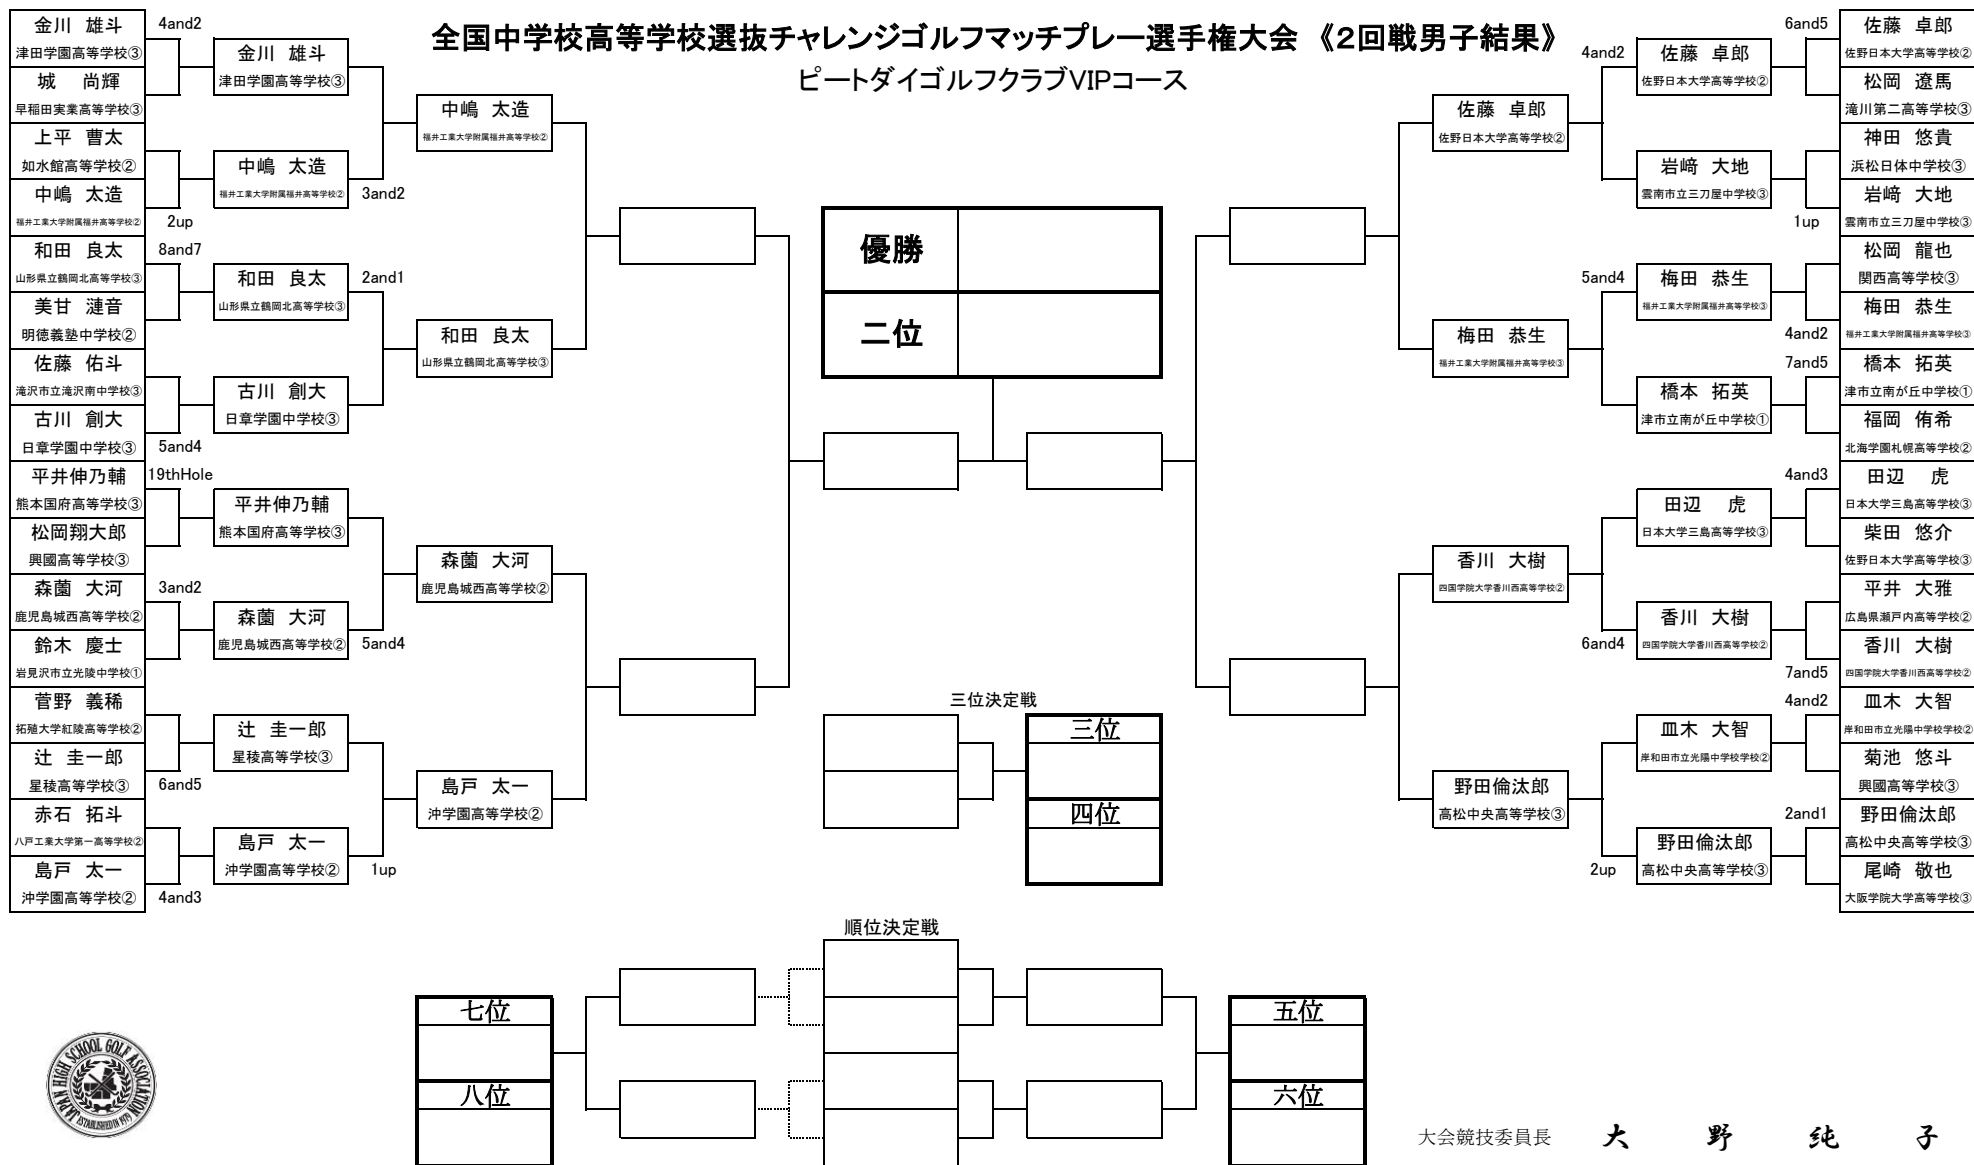 全国中学校高等学校選抜チャレンジゴルフマッチプレー選手権大会 《2回戦男子結果》
ピートダイゴルフクラブVIPコース
金川 雄斗
津田学園高等学校③
城 尚輝
早稲田実業高等学校③
上平 曹太
如水館高等学校②
中嶋 太造
福井工業大学附属福井高等学校②
和田 良太
山形県立鶴岡北高等学校③
美甘 漣音
明徳義塾中学校②
佐藤 佑斗
滝沢市立滝沢南中学校③
古川 創大
日章学園中学校③
平井伸乃輔
熊本国府高等学校③
松岡翔大郎
興國高等学校③
森薗 大河
鹿児島城西高等学校②
鈴木 慶士
岩見沢市立光陵中学校①
菅野 義稀
拓殖大学紅陵高等学校②
辻 圭一郎
星稜高等学校③
赤石 拓斗
八戸工業大学第一高等学校②
島戸 太一
沖学園高等学校②
4and2
2up
8and7
5and4
19thHole
3and2
6and5
4and3
金川 雄斗
津田学園高等学校③
中嶋 太造
福井工業大学附属福井高等学校②
和田 良太
山形県立鶴岡北高等学校③
古川 創大
日章学園中学校③
平井伸乃輔
熊本国府高等学校③
森薗 大河
鹿児島城西高等学校②
辻 圭一郎
星稜高等学校③
島戸 太一
沖学園高等学校②
3and2
2and1
5and4
1up
中嶋 太造
福井工業大学附属福井高等学校②
和田 良太
山形県立鶴岡北高等学校③
森薗 大河
鹿児島城西高等学校②
島戸 太一
沖学園高等学校②
優勝
二位
三位決定戦
三位
四位
佐藤 卓郎
佐野日本大学高等学校②
梅田 恭生
福井工業大学附属福井高等学校③
香川 大樹
四国学院大学香川西高等学校②
野田倫汰郎
高松中央高等学校③
4and2
5and4
6and4
2up
佐藤 卓郎
佐野日本大学高等学校②
岩﨑 大地
雲南市立三刀屋中学校③
梅田 恭生
福井工業大学附属福井高等学校③
橋本 拓英
津市立南が丘中学校①
田辺 虎
日本大学三島高等学校③
香川 大樹
四国学院大学香川西高等学校②
皿木 大智
岸和田市立光陽中学校学校②
野田倫汰郎
高松中央高等学校③
6and5
1up
4and2
7and5
4and3
7and5
4and2
2and1
佐藤 卓郎
佐野日本大学高等学校②
松岡 遼馬
滝川第二高等学校③
神田 悠貴
浜松日体中学校③
岩﨑 大地
雲南市立三刀屋中学校③
松岡 龍也
関西高等学校③
梅田 恭生
福井工業大学附属福井高等学校③
橋本 拓英
津市立南が丘中学校①
福岡 侑希
北海学園札幌高等学校②
田辺 虎
日本大学三島高等学校③
柴田 悠介
佐野日本大学高等学校③
平井 大雅
広島県瀬戸内高等学校②
香川 大樹
四国学院大学香川西高等学校②
皿木 大智
岸和田市立光陽中学校学校②
菊池 悠斗
興國高等学校③
野田倫汰郎
高松中央高等学校③
尾崎 敬也
大阪学院大学高等学校③
順位決定戦
七位
八位
五位
六位
JAPAN HIGH SCHOOL GOLF ASSOCIATION
ESTABLISHED IN 1979
大会競技委員長 大 野 純 子